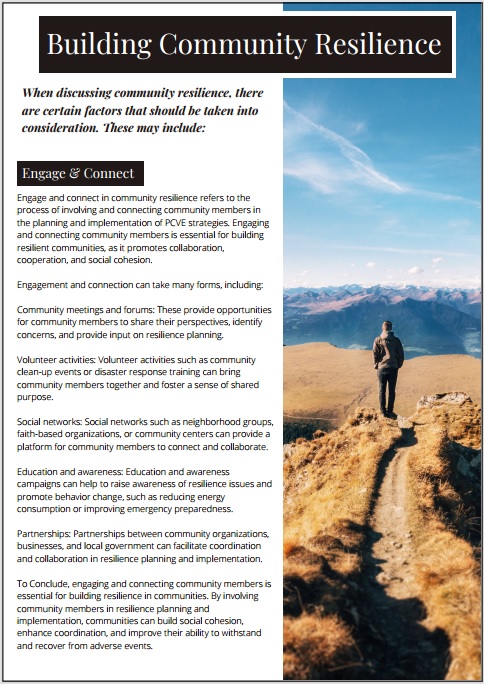 Building Community Resilience
When discussing community resilience, there
are certain factors that should be taken into
consideration. These may include:
Engage & Connect
Engage and connect in community resilience refers to the
process of involving and connecting community members in
the planning and implementation of PCVE strategies. Engaging
and connecting community members is essential for building
resilient communities, as it promotes collaboration,
cooperation, and social cohesion.
Engagement and connection can take many forms, including:
Community meetings and forums: These provide opportunities
for community members to share their perspectives, identify
concerns, and provide input on resilience planning.
Volunteer activities: Volunteer activities such as community
clean-up events or disaster response training can bring
community members together and foster a sense of shared
purpose.
Social networks: Social networks such as neighborhood groups,
faith-based organizations, or community centers can provide a
platform for community members to connect and collaborate.
Education and awareness: Education and awareness
campaigns can help to raise awareness of resilience issues and
promote behavior change, such as reducing energy
consumption or improving emergency preparedness.
Partnerships: Partnerships between community organizations,
businesses, and local government can facilitate coordination
and collaboration in resilience planning and implementation.
To Conclude, engaging and connecting community members is
essential for building resilience in communities. By involving
community members in resilience planning and
implementation, communities can build social cohesion,
enhance coordination, and improve their ability to withstand
and recover from adverse events.